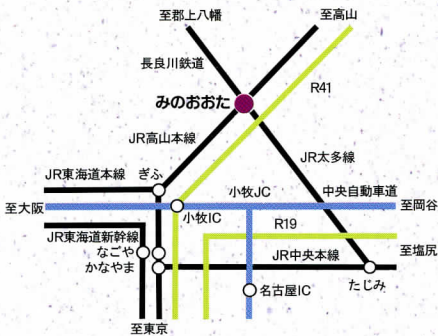 至郡上八幡
至高山
長良川鉄道
R41
みのおおた
JR高山本線
JR太多線
JR東海道本線
ぎふ
小牧JC
中央自動車道
至大阪
至岡谷
小牧IC
R19
JR東海道新幹線
至塩尻
なごや
JR中央本線
かなやま
たじみ
名古屋IC
至東京